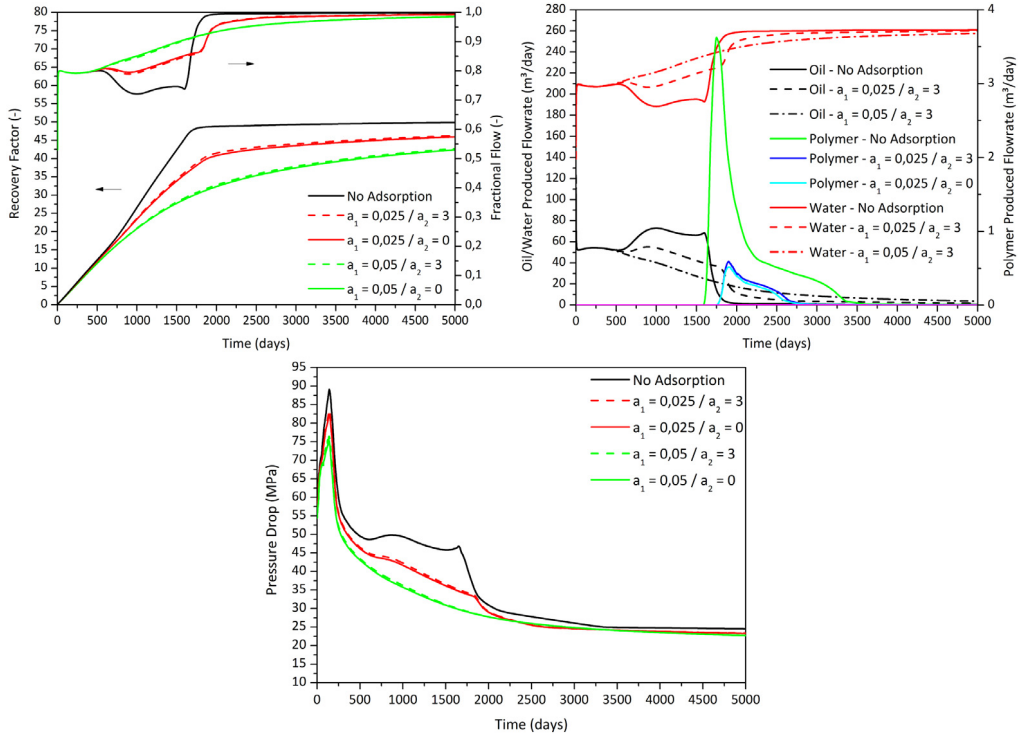 80
75
70
65
60
55
50
45
40
35
30
25
20
15
10
5
0
Recovery Factor (-)
1,0
0,9
0,8
0,7
0,6
0,5
0,4
0,3
0,2
0,1
0,0
Fractional Flow (-)
No Adsorption
a₁ = 0,025 / a₂ = 3
a₁ = 0,025 / a₂ = 0
a₁ = 0,05 / a₂ = 3
a₁ = 0,05 / a₂ = 0
0 500 1000 1500 2000 2500 3000 3500 4000 4500 5000
Time (days)
280
260
240
220
200
180
160
140
120
100
80
60
40
20
0
Oil/Water Produced Flowrate (m³/day)
4
3
2
1
0
Polymer Produced Flowrate (m³/day)
Oil - No Adsorption
Oil - a₁ = 0,025 / a₂ = 3
Oil - a₁ = 0,05 / a₂ = 3
Polymer - No Adsorption
Polymer - a₁ = 0,025 / a₂ = 3
Polymer - a₁ = 0,025 / a₂ = 0
Water - No Adsorption
Water - a₁ = 0,025 / a₂ = 3
Water - a₁ = 0,05 / a₂ = 3
0 500 1000 1500 2000 2500 3000 3500 4000 4500 5000
Time (days)
95
90
85
80
75
70
65
60
55
50
45
40
35
30
25
20
15
10
Pressure Drop (MPa)
No Adsorption
a₁ = 0,025 / a₂ = 3
a₁ = 0,025 / a₂ = 0
a₁ = 0,05 / a₂ = 3
a₁ = 0,05 / a₂ = 0
0 500 1000 1500 2000 2500 3000 3500 4000 4500 5000
Time (days)